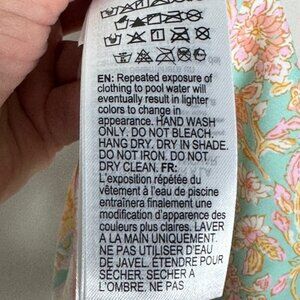 EN: Repeated exposure of
clothing to pool water will
eventually result in lighter
colors to change in
appearance. HAND WASH
ONLY. DO NOT BLEACH.
HANG DRY. DRY IN SHADE.
DO NOT IRON. DO NOT
DRY CLEAN. FR:
L'exposition répétée du
vêtement à l'eau de piscine
entraînera finalement une
modification d'apparence des
couleurs plus claires. LAVER
A LA MAIN UNIQUEMENT.
NE PAS UTILISER D'EAU
DE JAVEL. ÉTENDRE POUR
SÉCHER. SECHER A
L'OMBRE. NE PAS